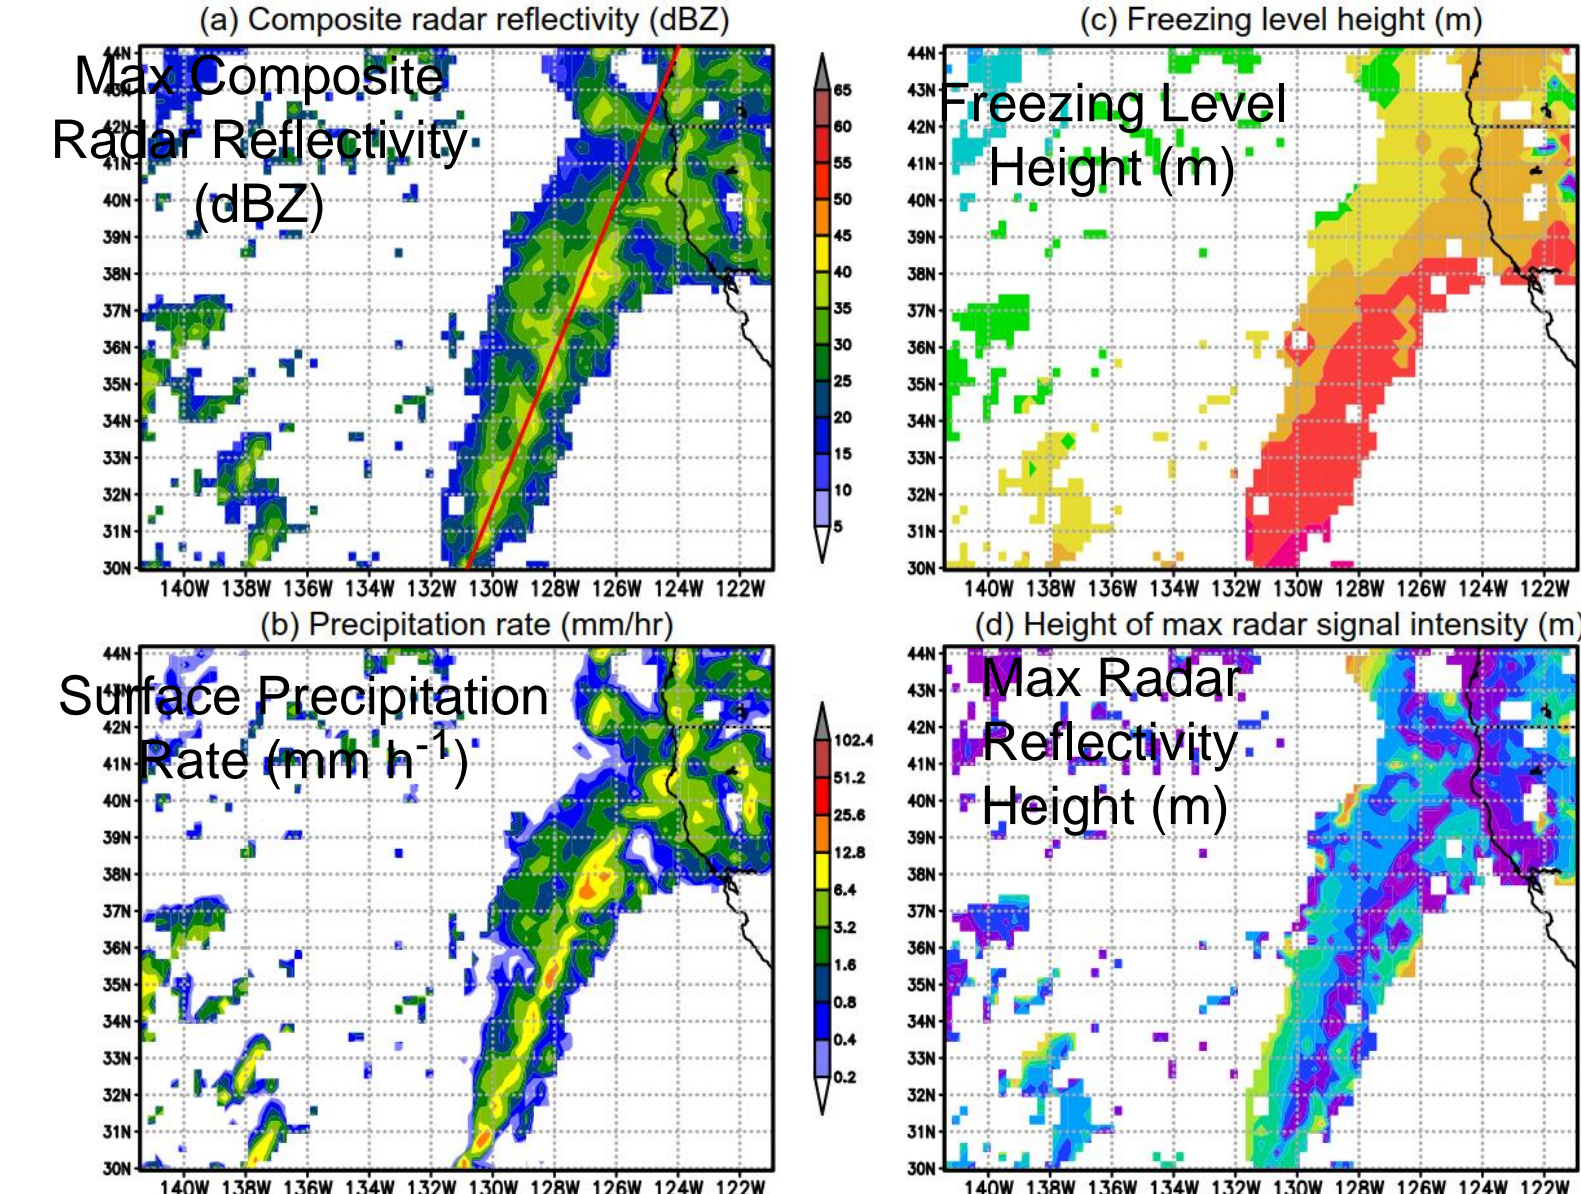 (a) Composite radar reflectivity (dBZ)
Max Composite
Radar Reflectivity
(dBZ)
44N
43N
42N
41N
40N
39N
38N
37N
36N
35N
34N
33N
32N
31N
30N
140W 138W 136W 134W 132W 130W 128W 126W 124W 122W
65
60
55
50
45
40
35
30
25
20
15
10
5
(c) Freezing level height (m)
Freezing Level
Height (m)
44N
43N
42N
41N
40N
39N
38N
37N
36N
35N
34N
33N
32N
31N
30N
140W 138W 136W 134W 132W 130W 128W 126W 124W 122W
(b) Precipitation rate (mm/hr)
Surface Precipitation
Rate (mm h-1)
44N
43N
42N
41N
40N
39N
38N
37N
36N
35N
34N
33N
32N
31N
30N
140W 138W 136W 134W 132W 130W 128W 126W 124W 122W
102.4
51.2
25.6
12.8
6.4
3.2
1.6
0.8
0.4
0.2
(d) Height of max radar signal intensity (m)
Max Radar
Reflectivity
Height (m)
44N
43N
42N
41N
40N
39N
38N
37N
36N
35N
34N
33N
32N
31N
30N
140W 138W 136W 134W 132W 130W 128W 126W 124W 122W